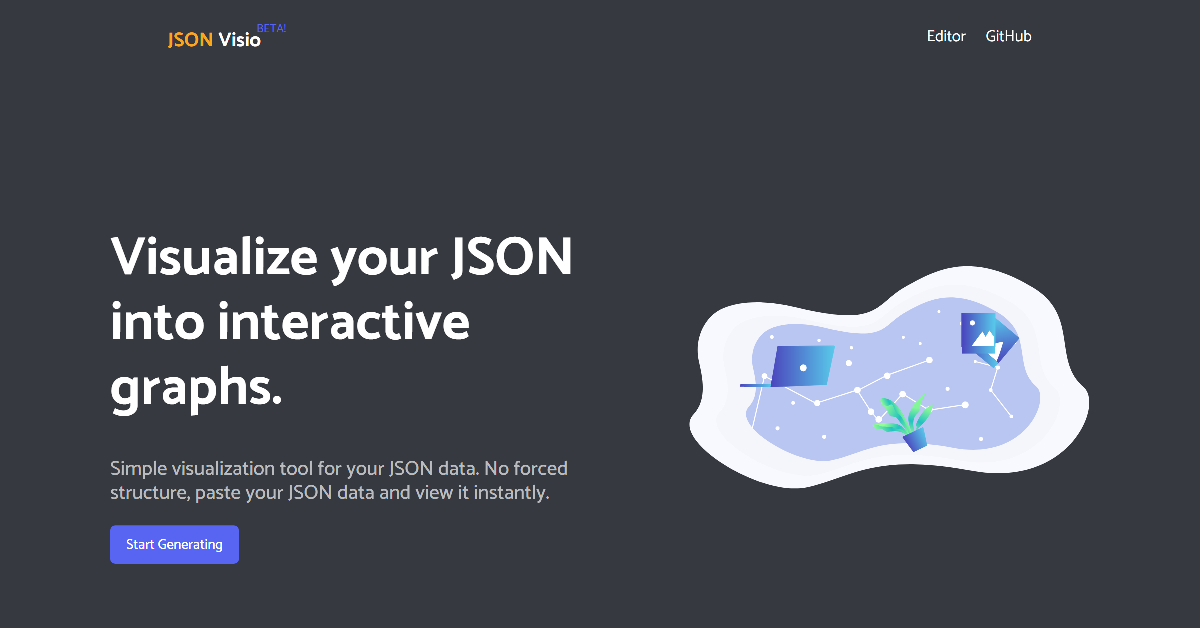 JSON Visio BETA!
Editor GitHub
Visualize your JSON
into interactive
graphs.
Simple visualization tool for your JSON data. No forced
structure, paste your JSON data and view it instantly.
Start Generating